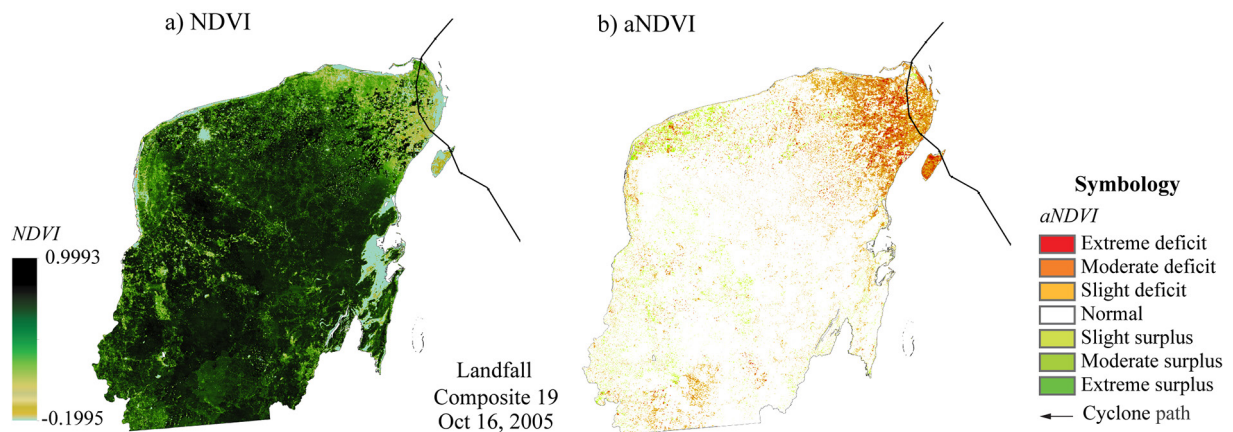 a) NDVI
b) aNDVI
NDVI
0.9993
-0.1995
Landfall
Composite 19
Oct 16, 2005
Symbology
aNDVI
Extreme deficit
Moderate deficit
Slight deficit
Normal
Slight surplus
Moderate surplus
Extreme surplus
Cyclone path